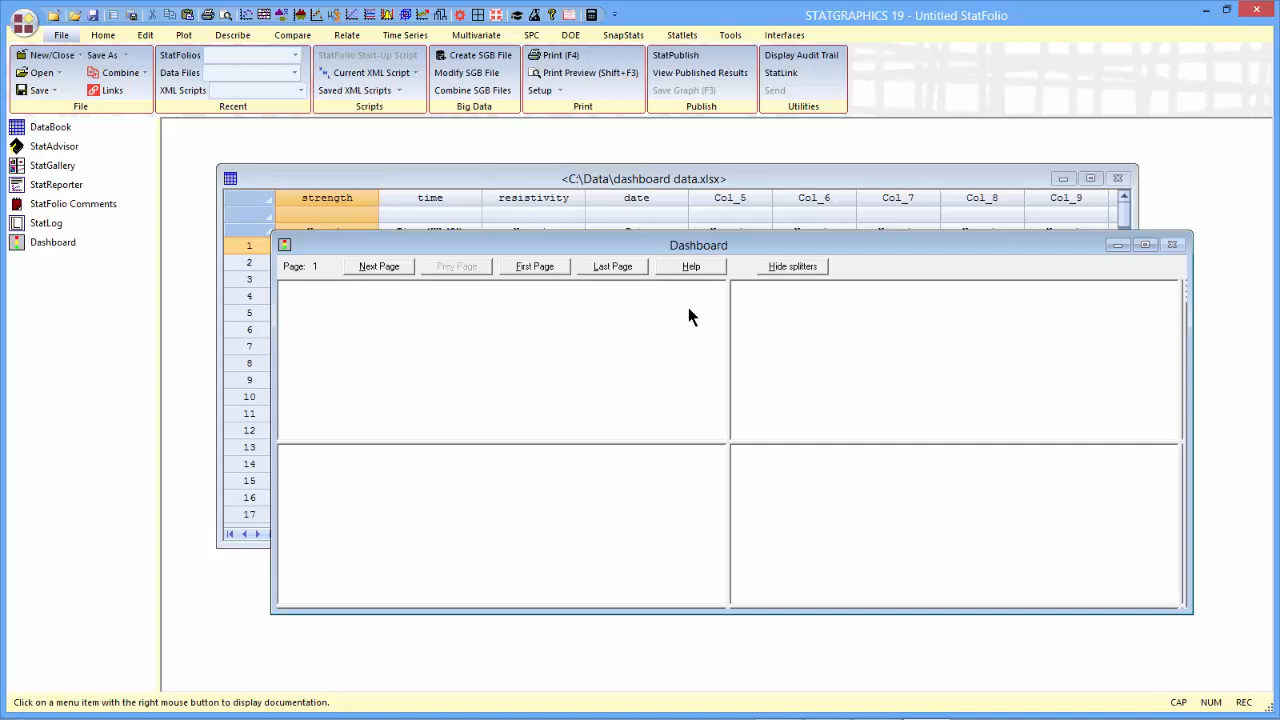 STATGRAPHICS 19 - Untitled StatFolio
File Home Edit Plot Describe Compare Relate Time Series Multivariate SPC DOE SnapStats Statlets Tools Interfaces
New/Close Save As StatFolios StatFolio Start-Up Script Create SGB File Print (F4) StatPublish Display Audit Trail
Open Combine Data Files Current XML Script Modify SGB File Print Preview (Shift+F3) View Published Results StatLink
Save Links XML Scripts Saved XML Scripts Combine SGB Files Setup Save Graph (F3) Send
File Recent Scripts Big Data Print Publish Utilities
DataBook
StatAdvisor
StatGallery
StatReporter
StatFolio Comments
StatLog
Dashboard
<C:\Data\dashboard data.xlsx>
strength time resistivity date Col_5 Col_6 Col_7 Col_8 Col_9
1
2
3
4
5
6
7
8
9
10
11
12
13
14
15
16
17
Dashboard
Page: 1 Next Page Prev Page First Page Last Page Help Hide splitters
Click on a menu item with the right mouse button to display documentation.
CAP NUM REC